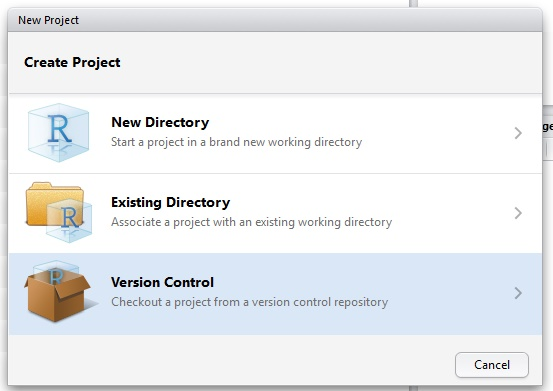 New Project
Create Project
R
New Directory
Start a project in a brand new working directory
R
Existing Directory
Associate a project with an existing working directory
R
Version Control
Checkout a project from a version control repository
Cancel
ge